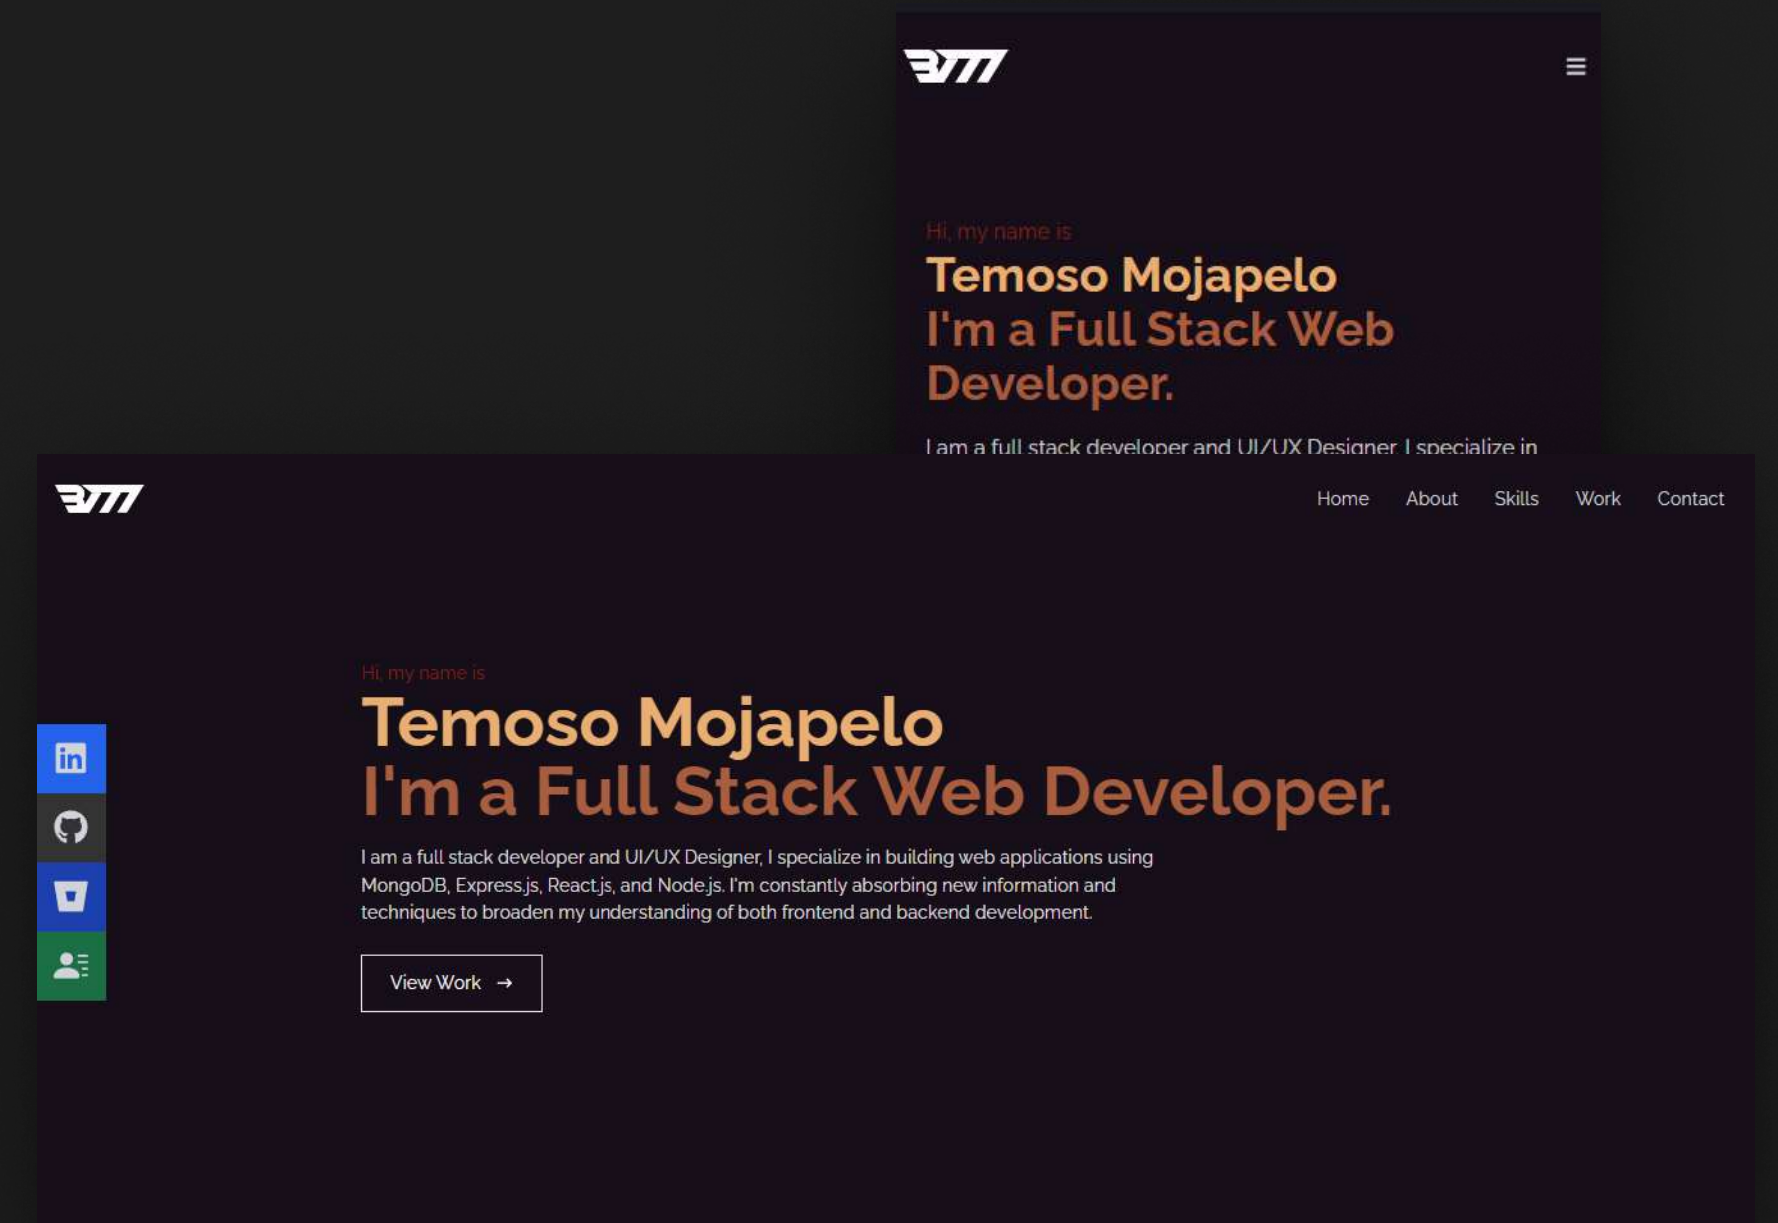 BM
Hi, my name is
Temoso Mojapelo
I'm a Full Stack Web
Developer.
I am a full stack developer and UI/UX Designer, I specialize in
BM
Home About Skills Work Contact
Hi, my name is
Temoso Mojapelo
I'm a Full Stack Web Developer.
I am a full stack developer and UI/UX Designer, I specialize in building web applications using
MongoDB, Express.js, React.js, and Node.js. I'm constantly absorbing new information and
techniques to broaden my understanding of both frontend and backend development.
in
View Work →